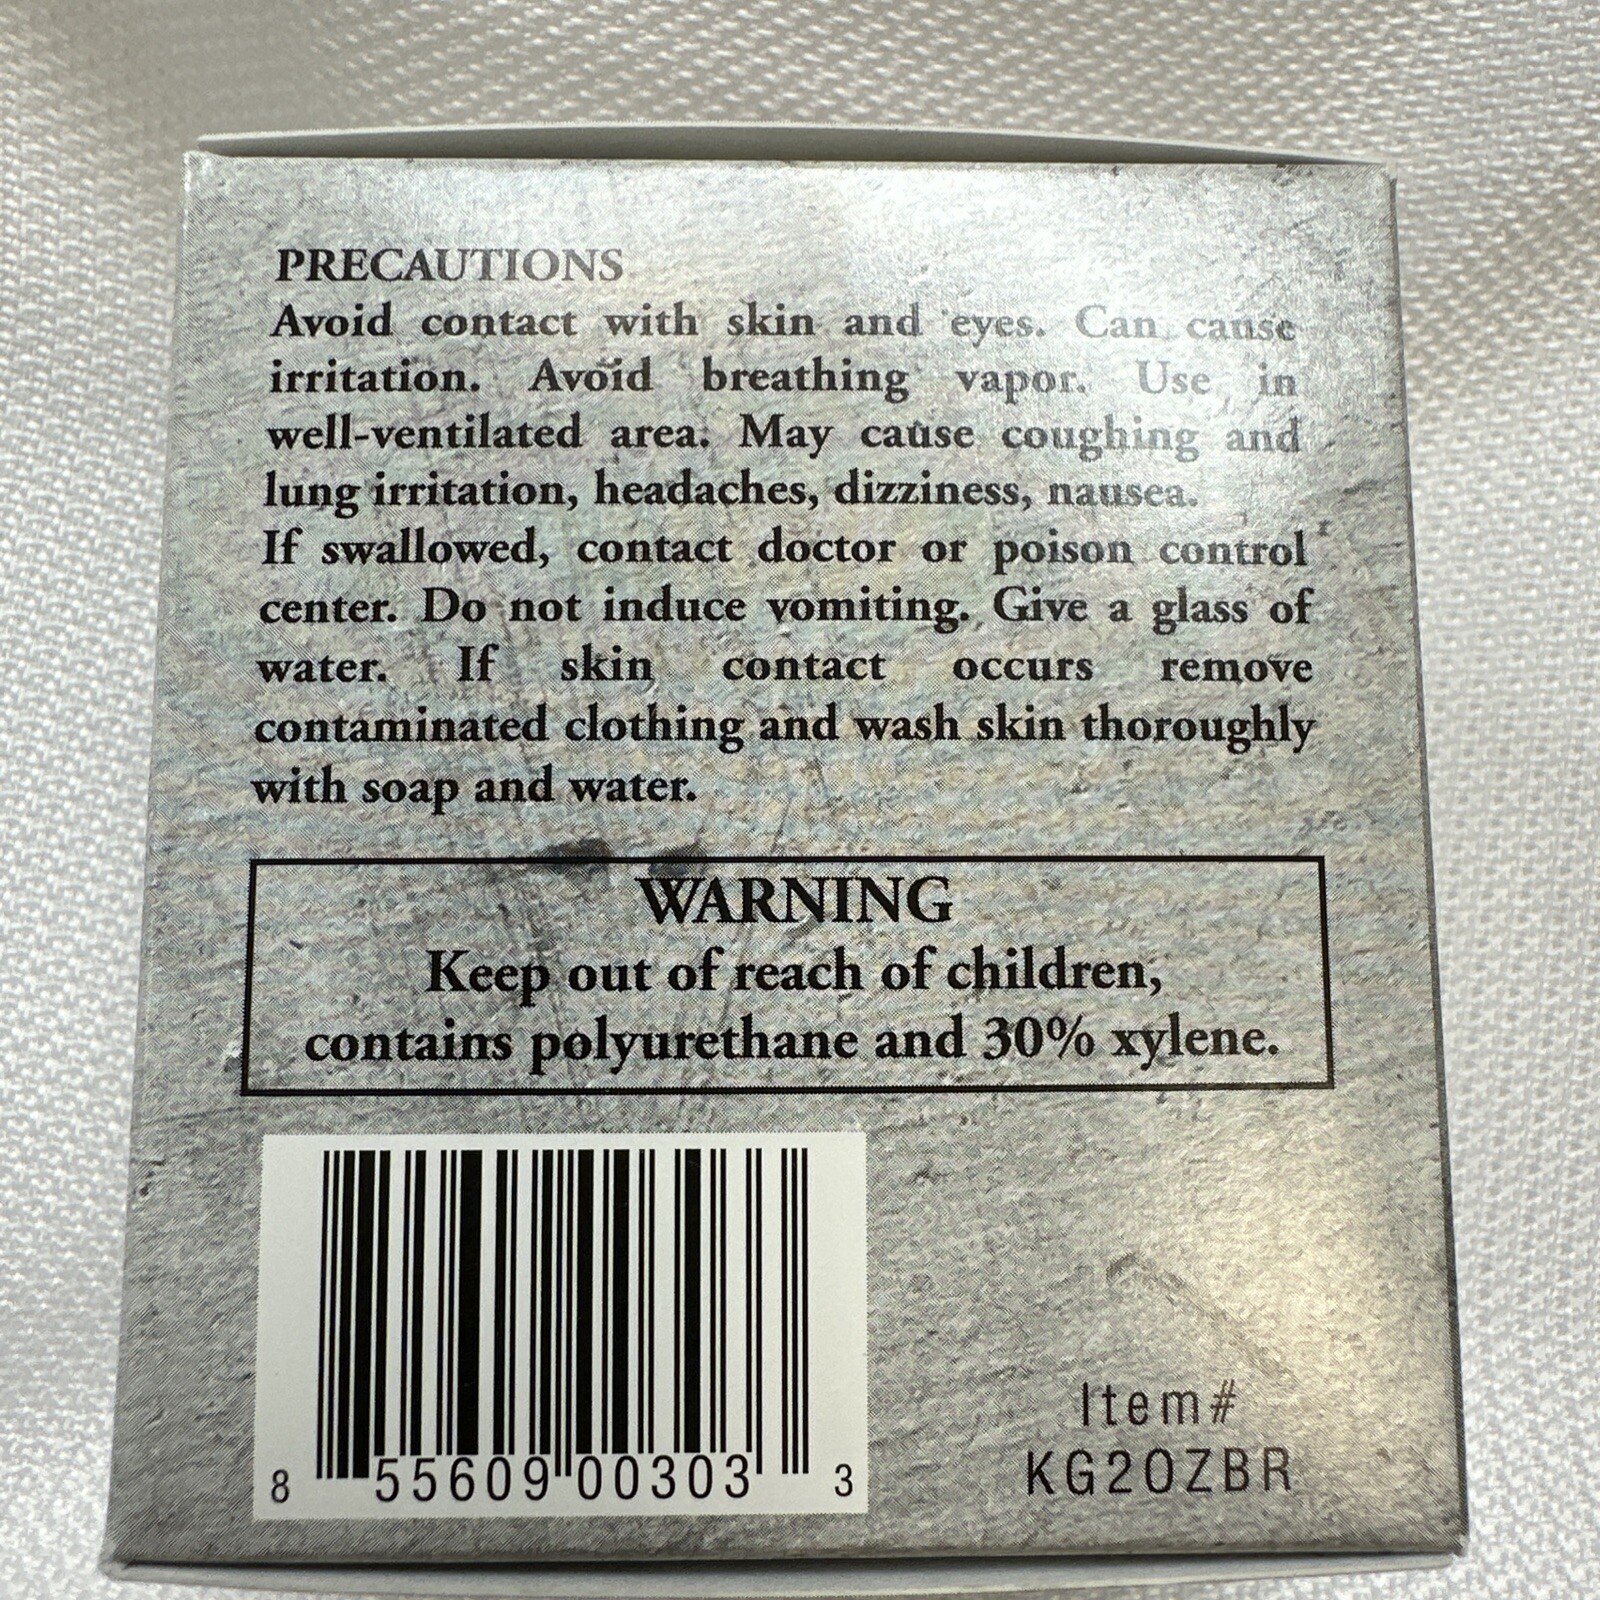 PRECAUTIONS
Avoid contact with skin and eyes. Can cause
irritation. Avoid breathing vapor. Use in
well-ventilated area. May cause coughing and
lung irritation, headaches, dizziness, nausea.
If swallowed, contact doctor or poison control
center. Do not induce vomiting. Give a glass of
water. If skin contact occurs remove
contaminated clothing and wash skin thoroughly
with soap and water.
WARNING
Keep out of reach of children,
contains polyurethane and 30% xylene.
8 55609 00303 3
Item#
KG2OZBR